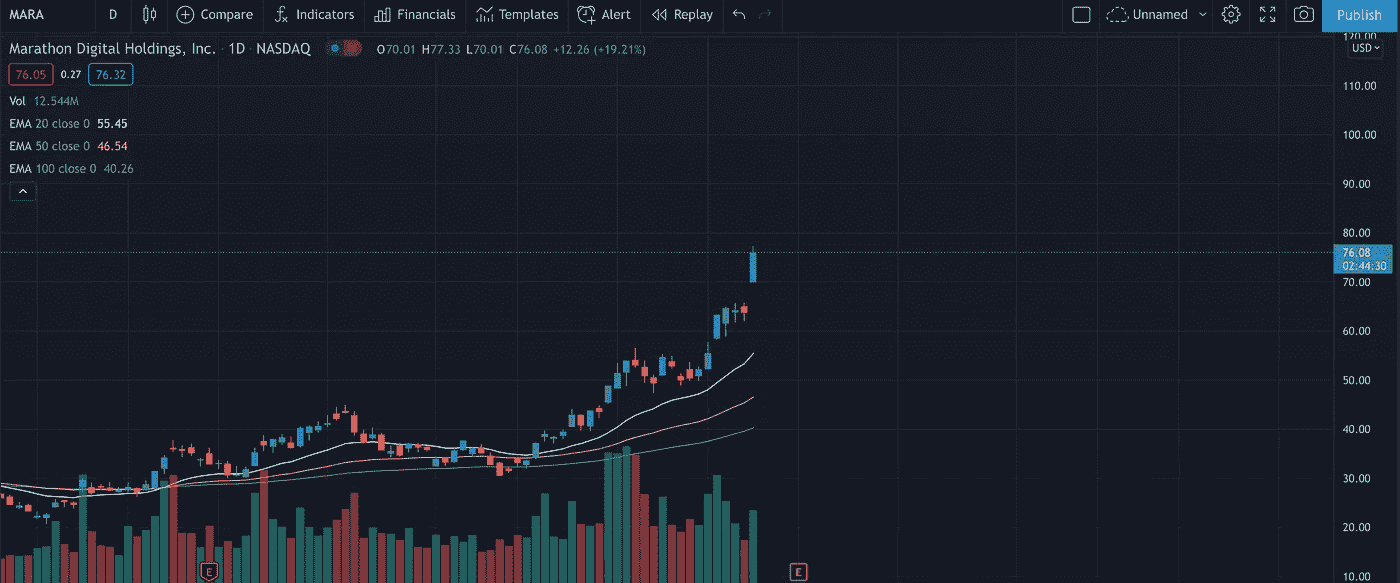 MARA D Compare Indicators Financials Templates Alert Replay Unnamed Publish
Marathon Digital Holdings, Inc. · 1D · NASDAQ O70.01 H77.33 L70.01 C76.08 +12.26 (+19.21%)
76.05 0.27 76.32
Vol 12.544M
EMA 20 close 0 55.45
EMA 50 close 0 46.54
EMA 100 close 0 40.26
120.00
USD
110.00
100.00
90.00
80.00
76.08
02:44:30
70.00
60.00
50.00
40.00
30.00
20.00
10.00
E E